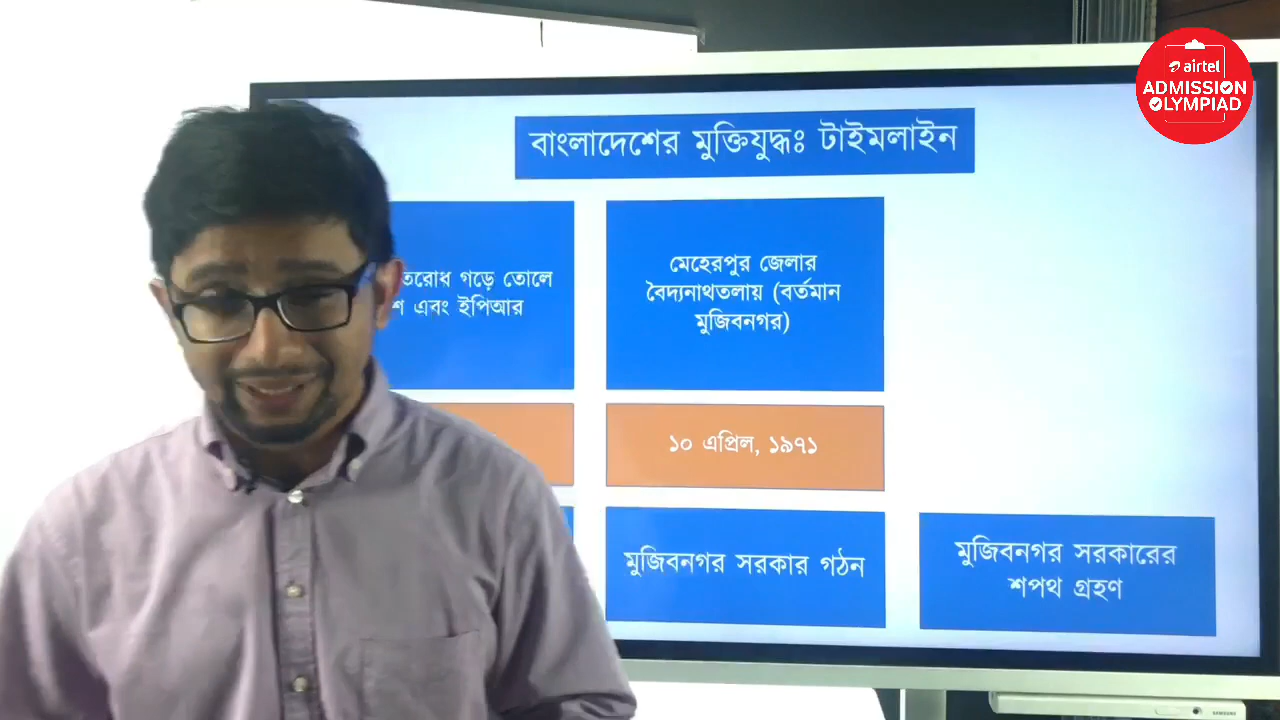 airtel
ADMISSION
OLYMPIAD
বাংলাদেশের মুক্তিযুদ্ধঃ টাইমলাইন
গড়ে তোলে
এবং ইপিআর
মেহেরপুর জেলার
বৈদ্যনাথতলায় (বর্তমান
মুজিবনগর)
১০ এপ্রিল, ১৯৭১
মুজিবনগর সরকার গঠন
মুজিবনগর সরকারের
শপথ গ্রহণ
SAMSUNG